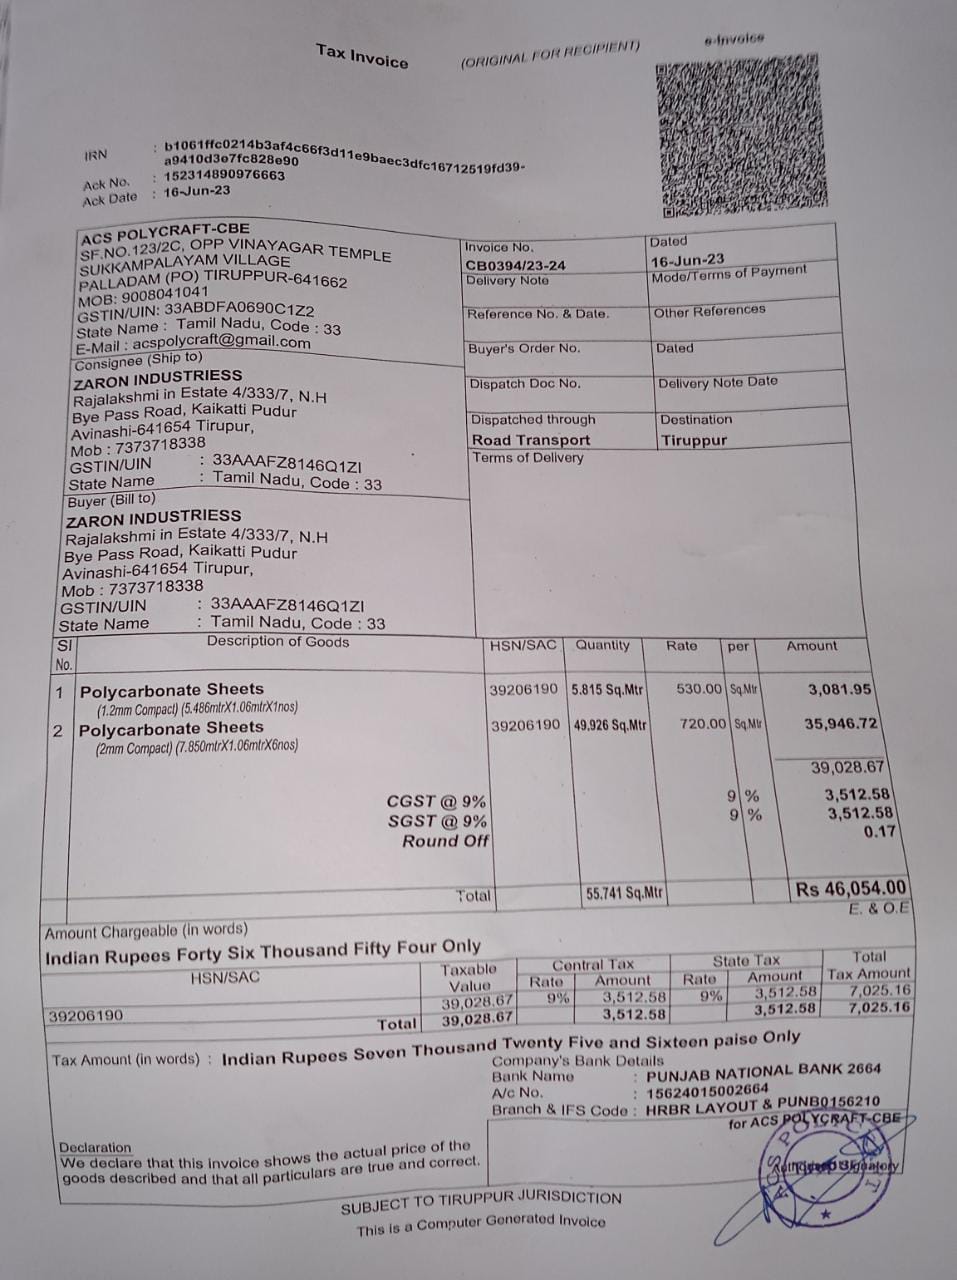 Tax Invoice
(ORIGINAL FOR RECIPIENT)
e-Invoice
IRN : b1061ffc0214b3af4c66f3d11e9baec3dfc16712519fd39-
a9410d3e7fc828e90
Ack No. : 152314890976663
Ack Date : 16-Jun-23
ACS POLYCRAFT-CBE
SF.NO.123/2C, OPP VINAYAGAR TEMPLE
SUKKAMPALAYAM VILLAGE
PALLADAM (PO) TIRUPPUR-641662
MOB: 9008041041
GSTIN/UIN: 33ABDFA0690C1Z2
State Name : Tamil Nadu, Code : 33
E-Mail : acspolycraft@gmail.com
Invoice No.
CB0394/23-24
Dated
16-Jun-23
Delivery Note
Mode/Terms of Payment
Reference No. & Date.
Other References
Buyer's Order No.
Dated
Dispatch Doc No.
Delivery Note Date
Dispatched through
Road Transport
Destination
Tiruppur
Terms of Delivery
Consignee (Ship to)
ZARON INDUSTRIESS
Rajalakshmi in Estate 4/333/7, N.H
Bye Pass Road, Kaikatti Pudur
Avinashi-641654 Tirupur,
Mob : 7373718338
GSTIN/UIN : 33AAAFZ8146Q1ZI
State Name : Tamil Nadu, Code : 33
Buyer (Bill to)
ZARON INDUSTRIESS
Rajalakshmi in Estate 4/333/7, N.H
Bye Pass Road, Kaikatti Pudur
Avinashi-641654 Tirupur,
Mob : 7373718338
GSTIN/UIN : 33AAAFZ8146Q1ZI
State Name : Tamil Nadu, Code : 33
Sl No. Description of Goods HSN/SAC Quantity Rate per Amount
1 Polycarbonate Sheets 39206190 5.815 Sq.Mtr 530.00 Sq.Mtr 3,081.95
(1.2mm Compact) (5.486mtrX1.06mtrX1nos)
2 Polycarbonate Sheets 39206190 49.926 Sq.Mtr 720.00 Sq.Mtr 35,946.72
(2mm Compact) (7.850mtrX1.06mtrX6nos)
39,028.67
CGST @ 9% 9 % 3,512.58
SGST @ 9% 9 % 3,512.58
Round Off 0.17
Total 55.741 Sq.Mtr Rs 46,054.00
E. & O.E
Amount Chargeable (in words)
Indian Rupees Forty Six Thousand Fifty Four Only
HSN/SAC Taxable Value Central Tax State Tax Total Tax Amount
Rate Amount Rate Amount
39206190 39,028.67 9% 3,512.58 9% 3,512.58 7,025.16
Total 39,028.67 3,512.58 3,512.58 7,025.16
Tax Amount (in words) : Indian Rupees Seven Thousand Twenty Five and Sixteen paise Only
Company's Bank Details
Bank Name : PUNJAB NATIONAL BANK 2664
A/c No. : 15624015002664
Branch & IFS Code : HRBR LAYOUT & PUNB0156210
for ACS POLYCRAFT-CBE
Declaration
We declare that this invoice shows the actual price of the
goods described and that all particulars are true and correct.
Authorised Signatory
SUBJECT TO TIRUPPUR JURISDICTION
This is a Computer Generated Invoice